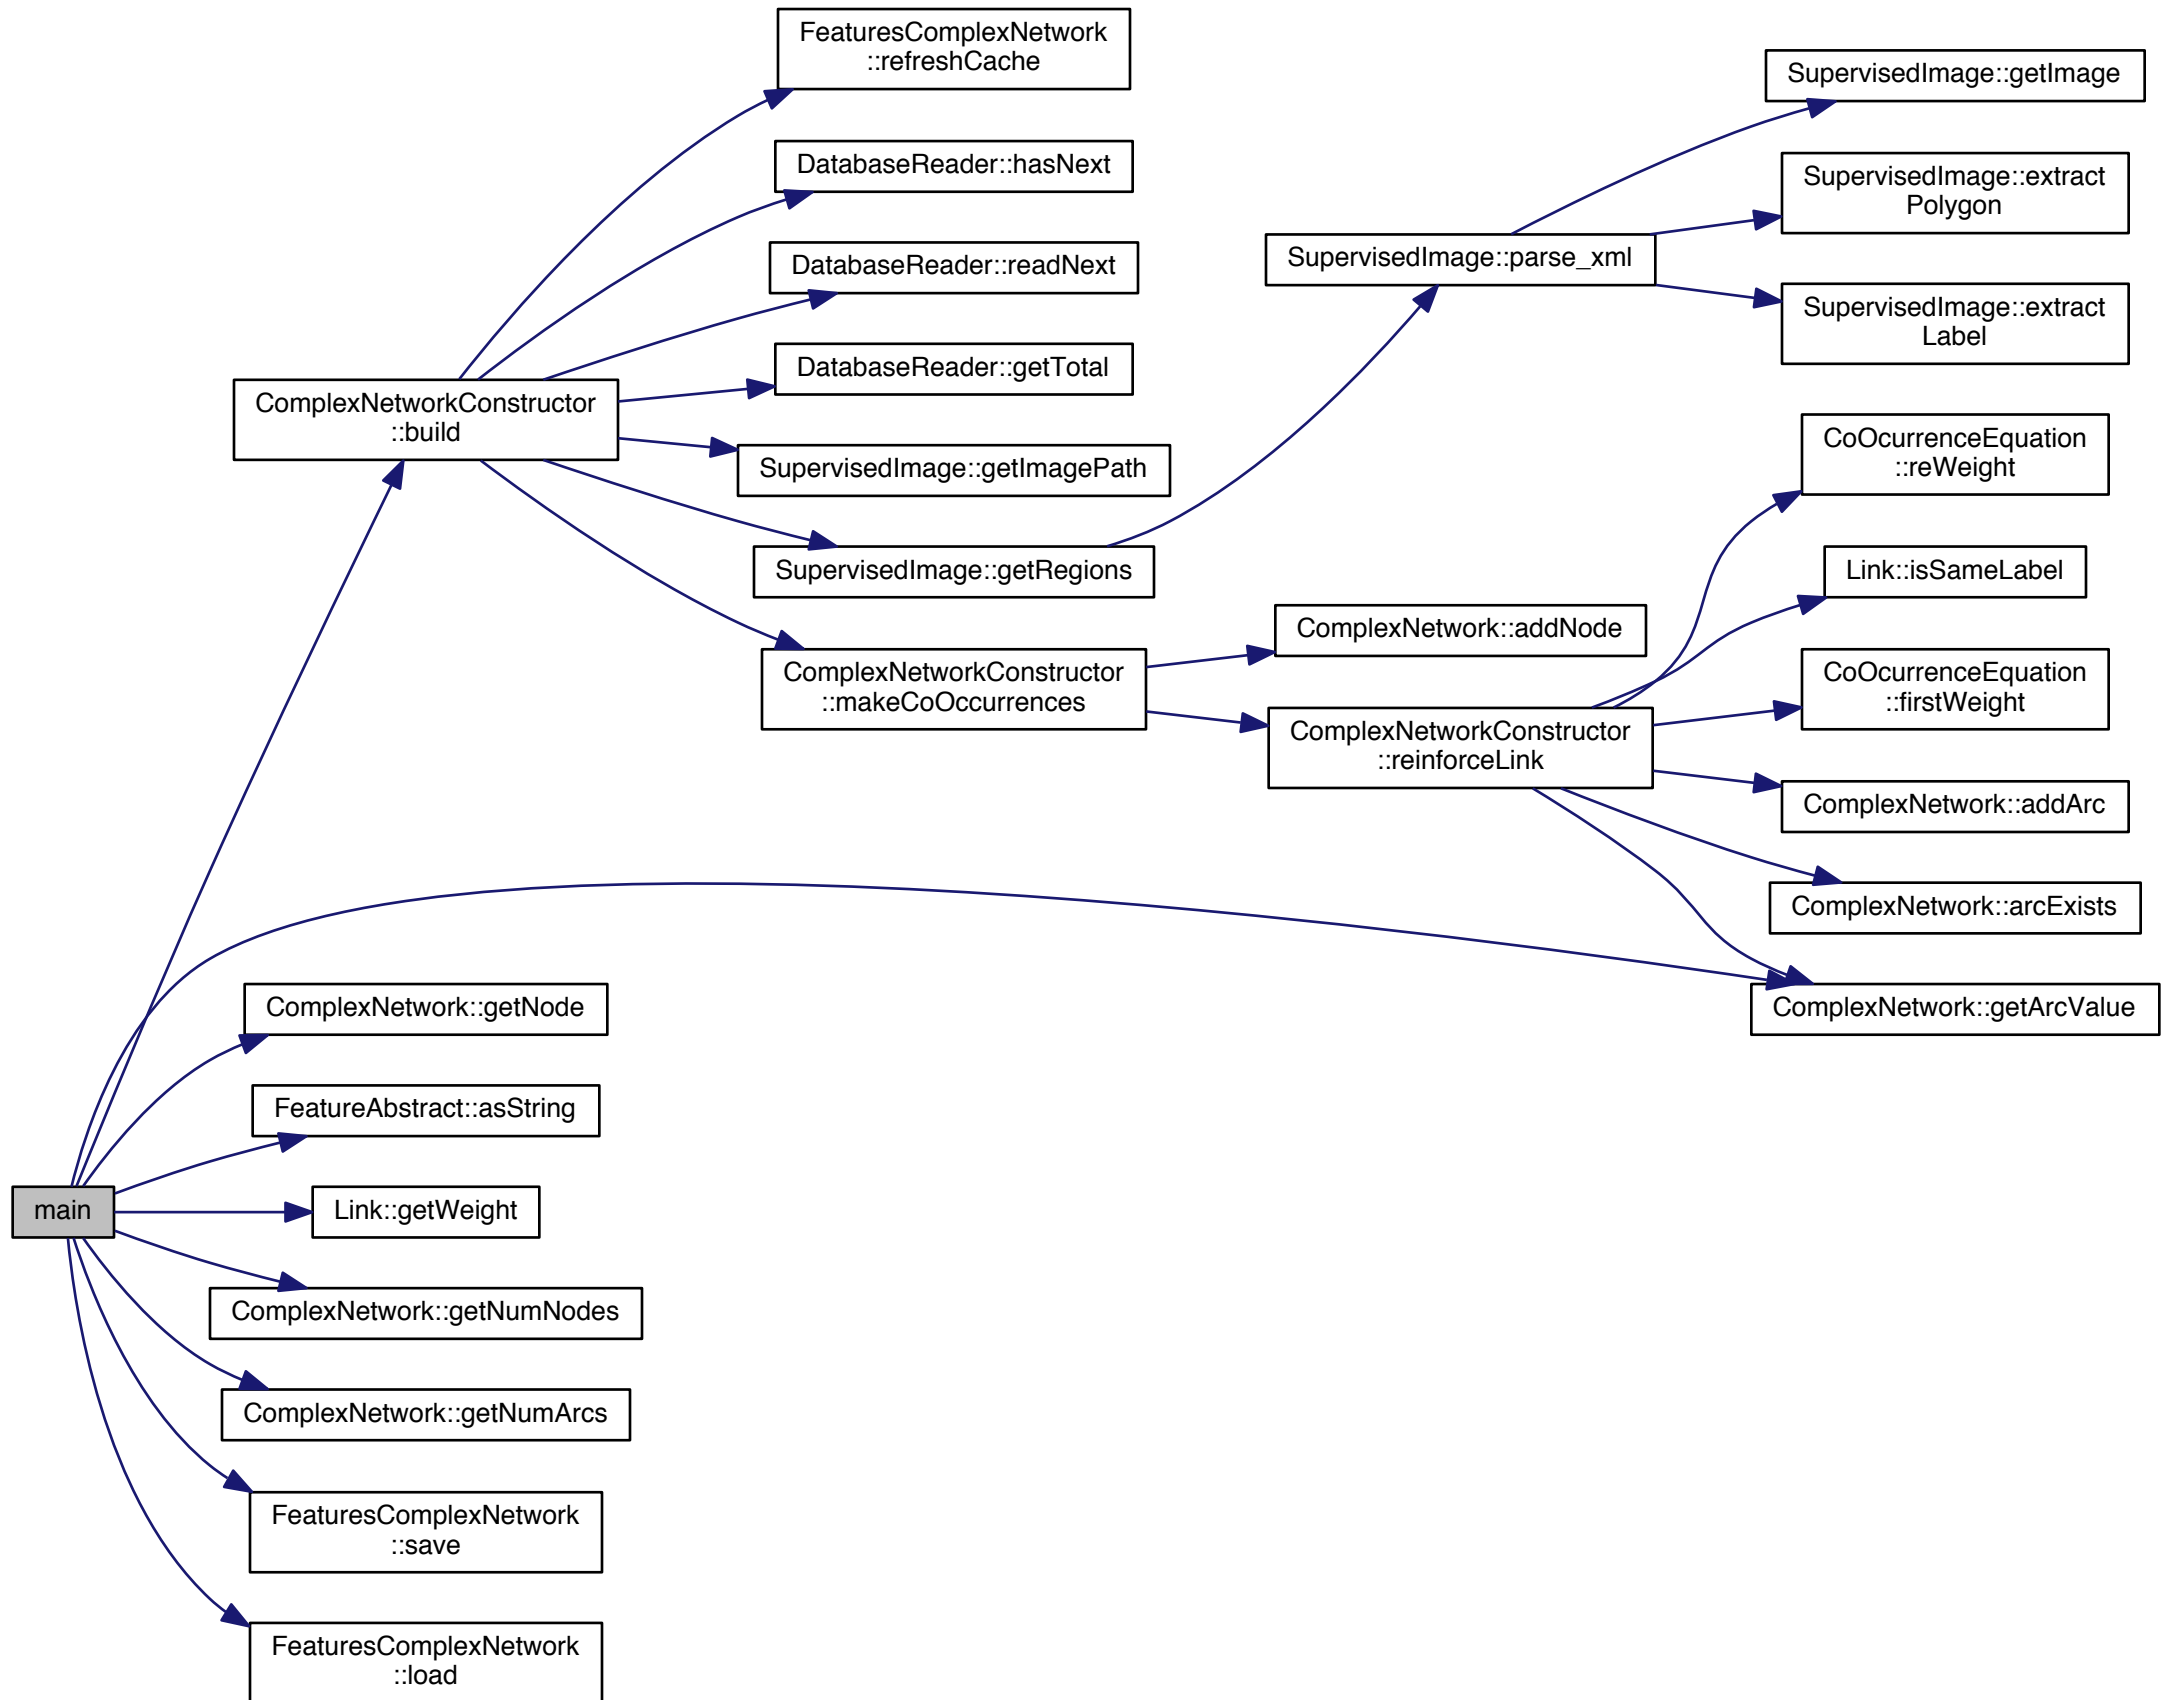 FeaturesComplexNetwork
::refreshCache
DatabaseReader::hasNext
DatabaseReader::readNext
DatabaseReader::getTotal
ComplexNetworkConstructor
::build
SupervisedImage::getImagePath
SupervisedImage::getRegions
ComplexNetworkConstructor
::makeCoOccurrences
SupervisedImage::parse_xml
SupervisedImage::getImage
SupervisedImage::extract
Polygon
SupervisedImage::extract
Label
ComplexNetwork::addNode
ComplexNetworkConstructor
::reinforceLink
CoOcurrenceEquation
::reWeight
Link::isSameLabel
CoOcurrenceEquation
::firstWeight
ComplexNetwork::addArc
ComplexNetwork::arcExists
ComplexNetwork::getArcValue
main
ComplexNetwork::getNode
FeatureAbstract::asString
Link::getWeight
ComplexNetwork::getNumNodes
ComplexNetwork::getNumArcs
FeaturesComplexNetwork
::save
FeaturesComplexNetwork
::load